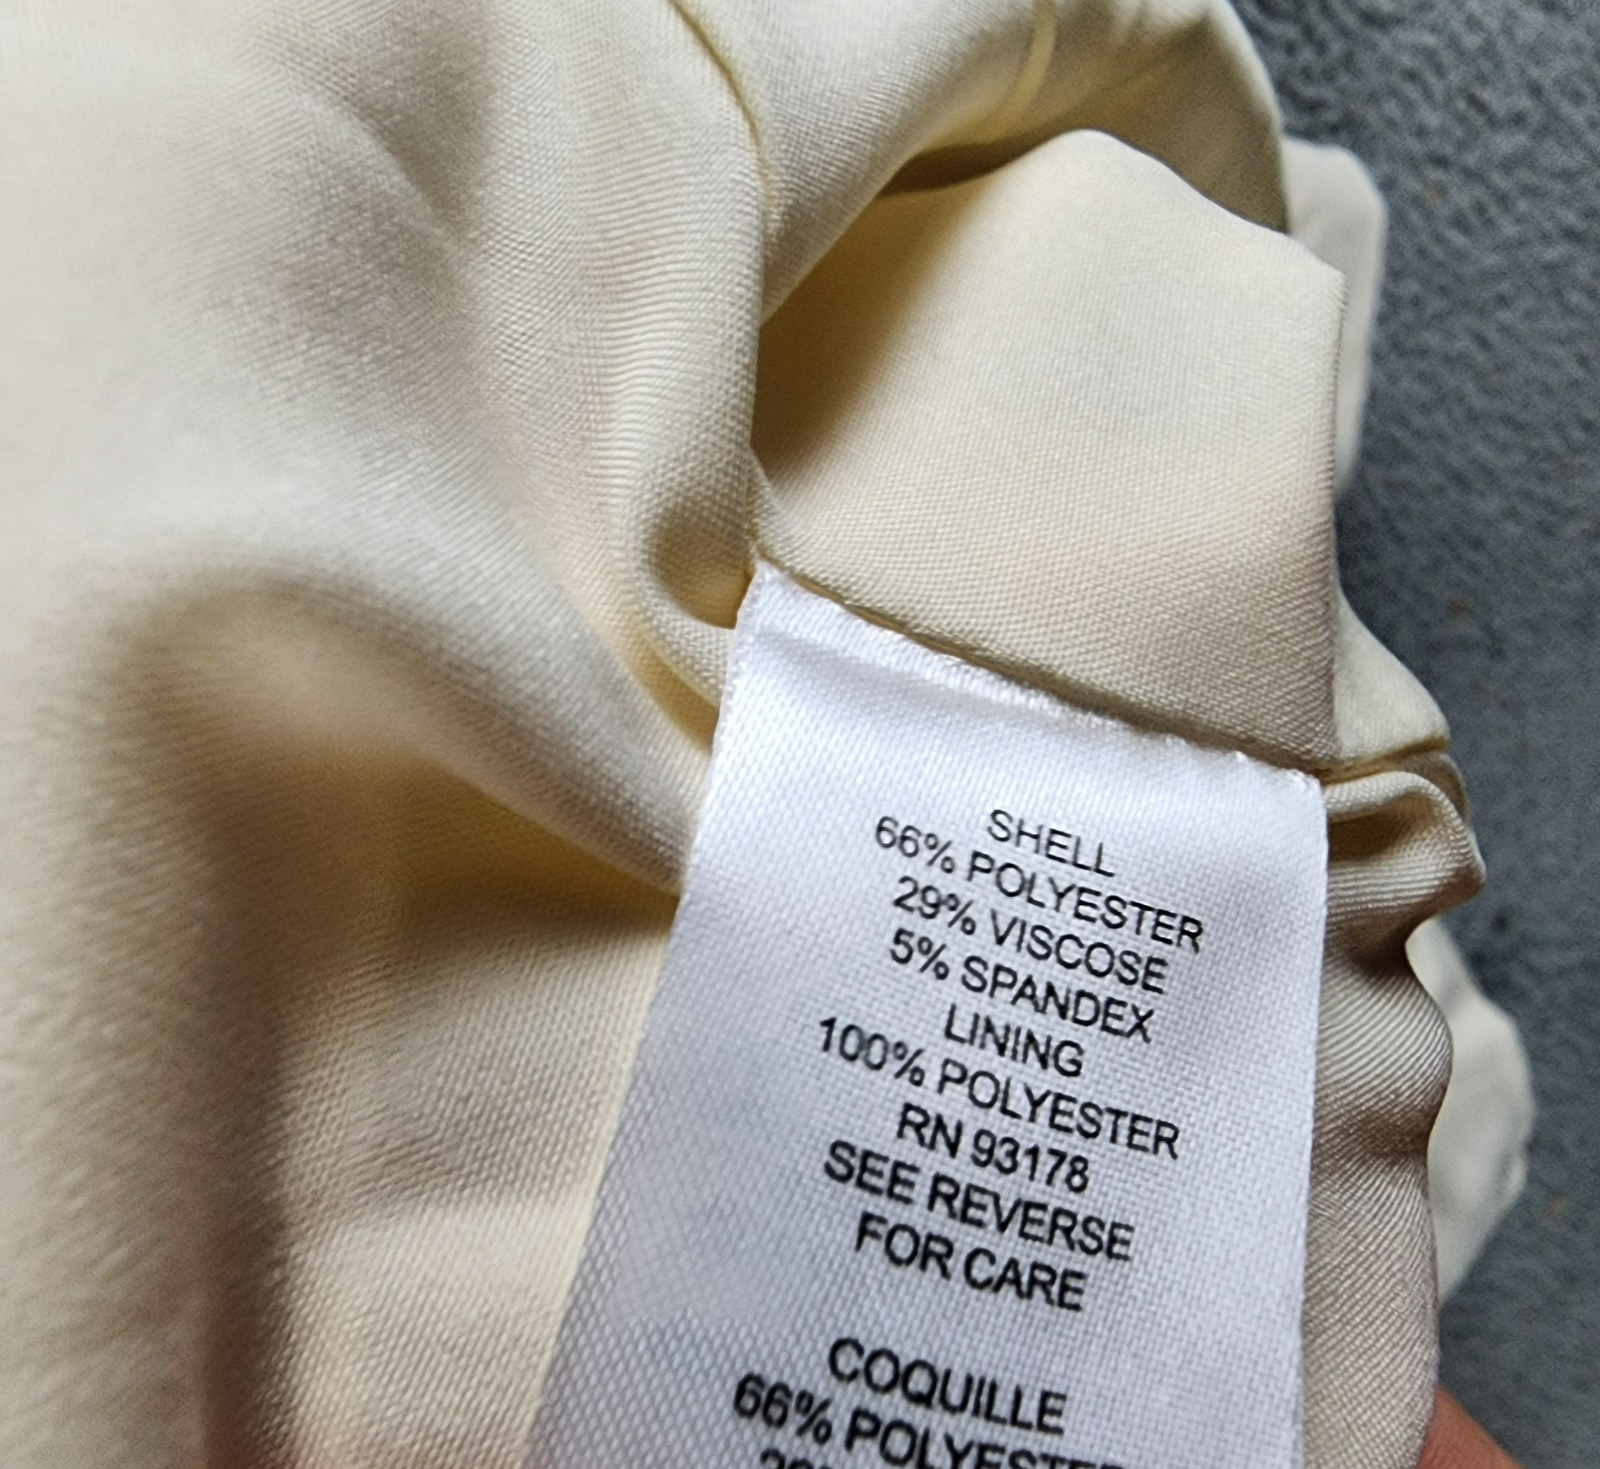 SHELL
66% POLYESTER
29% VISCOSE
5% SPANDEX
LINING
100% POLYESTER
RN 93178
SEE REVERSE
FOR CARE
COQUILLE
66% POLYESTER